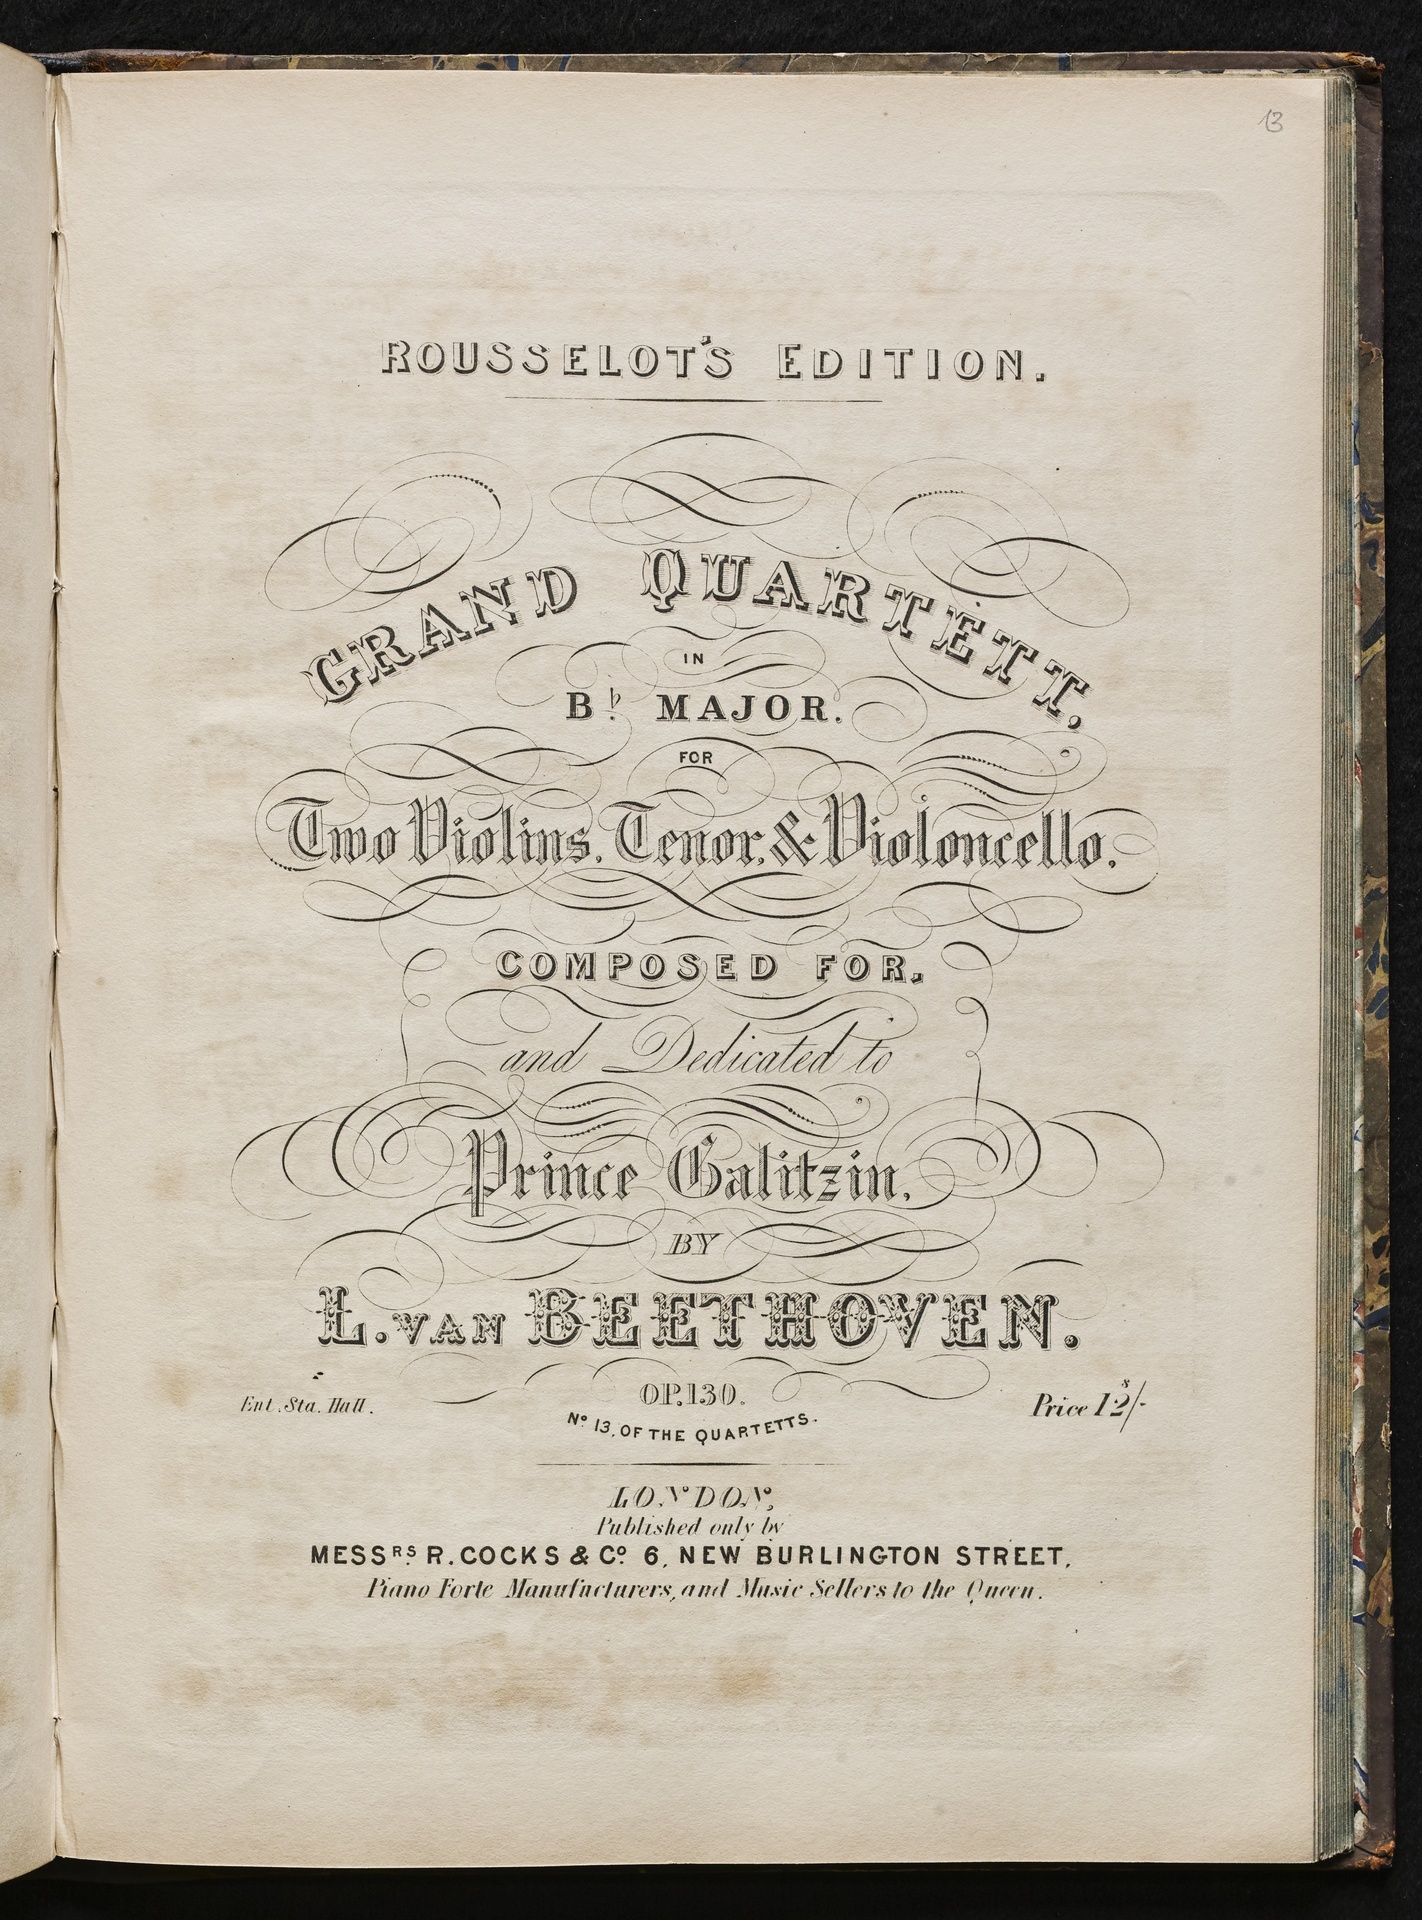 13
ROUSSELOT'S EDITION.
GRAND QUARTETT,
IN
B♭ MAJOR.
FOR
Two Violins, Tenor, & Violoncello.
COMPOSED FOR,
and Dedicated to
Prince Galitzin,
BY
L. VAN BEETHOVEN.
Ent. Sta. Hall.
OP. 130.
Price 12s/-
No 13, OF THE QUARTETTS.
LONDON,
Published only by
MESSRS R. COCKS & Co 6, NEW BURLINGTON STREET,
Piano Forte Manufacturers, and Music Sellers to the Queen.